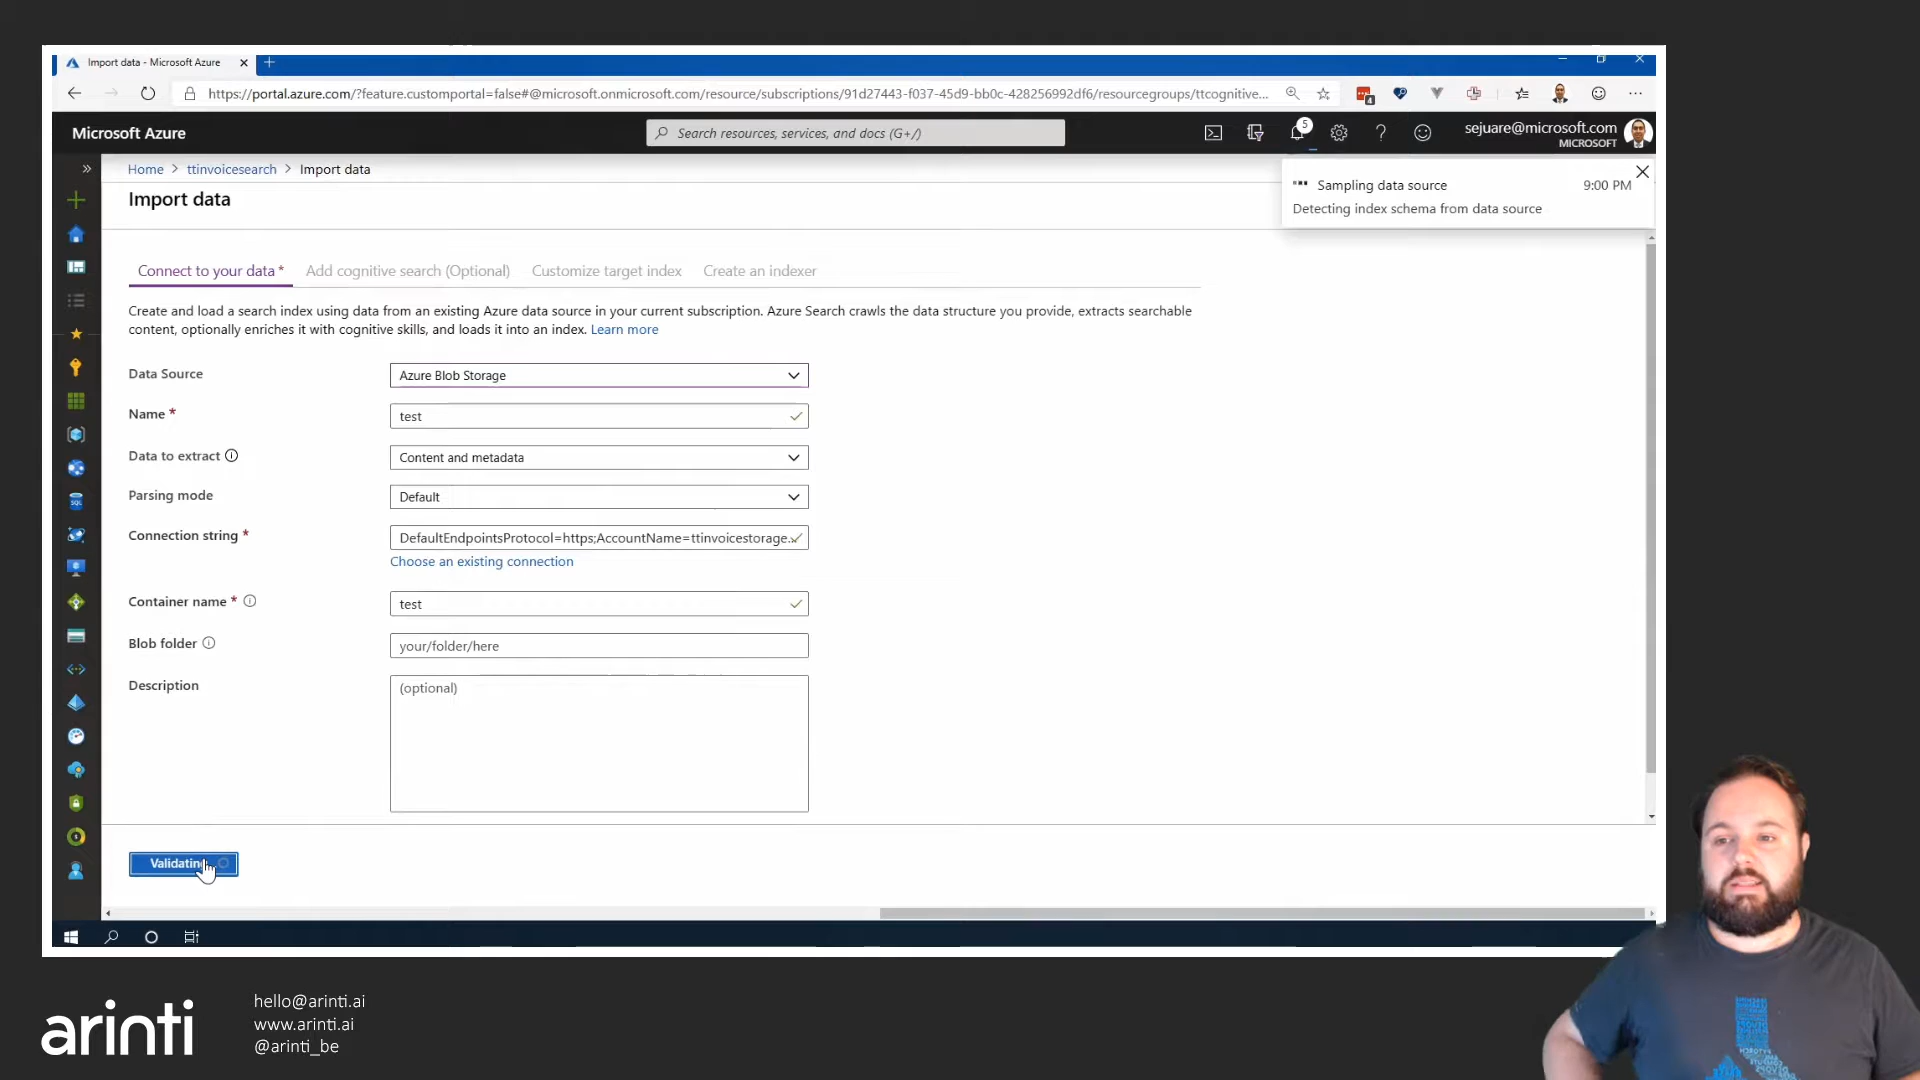 Import data - Microsoft Azure
https://portal.azure.com/?feature.customportal=false#@microsoft.onmicrosoft.com/resource/subscriptions/91d27443-f037-45d9-bb0c-428256992df6/resourcegroups/ttcognitive...
Microsoft Azure
Search resources, services, and docs (G+/)
5
sejuare@microsoft.com
MICROSOFT
Home > ttinvoicesearch > Import data
Import data
Sampling data source 9:00 PM
Detecting index schema from data source
Connect to your data *
Add cognitive search (Optional)
Customize target index
Create an indexer
Create and load a search index using data from an existing Azure data source in your current subscription. Azure Search crawls the data structure you provide, extracts searchable
content, optionally enriches it with cognitive skills, and loads it into an index. Learn more
Data Source
Azure Blob Storage
Name *
test
Data to extract
Content and metadata
Parsing mode
Default
Connection string *
DefaultEndpointsProtocol=https;AccountName=ttinvoicestorage...
Choose an existing connection
Container name *
test
Blob folder
your/folder/here
Description
(optional)
Validating
arinti
hello@arinti.ai
www.arinti.ai
@arinti_be